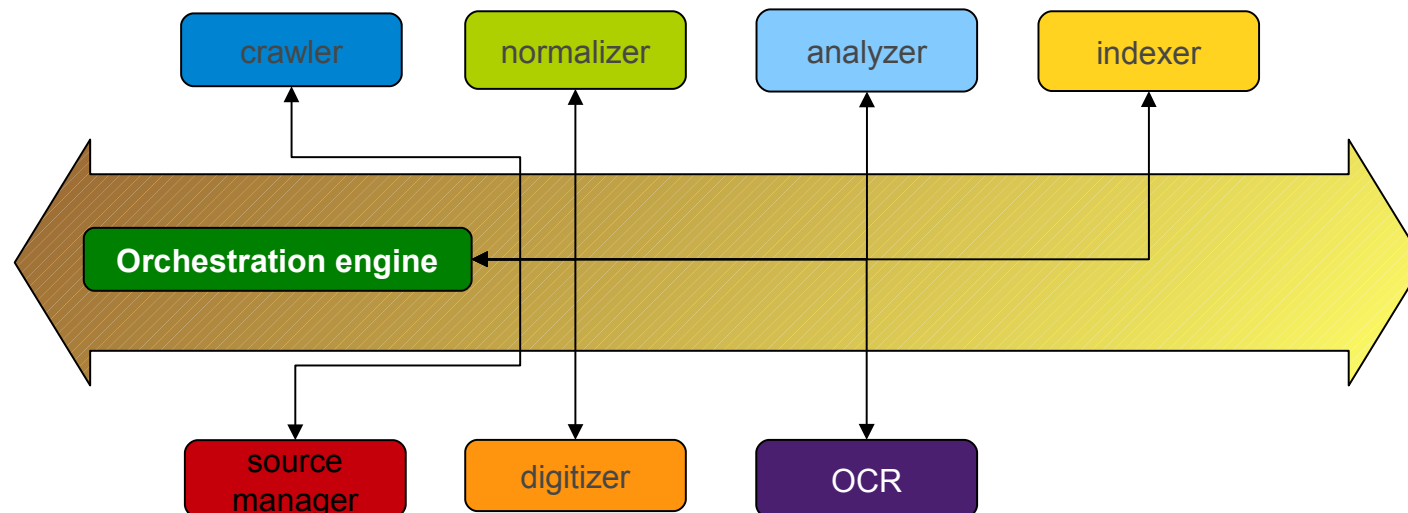 crawler
normalizer
analyzer
indexer
Orchestration engine
source
manager
digitizer
OCR